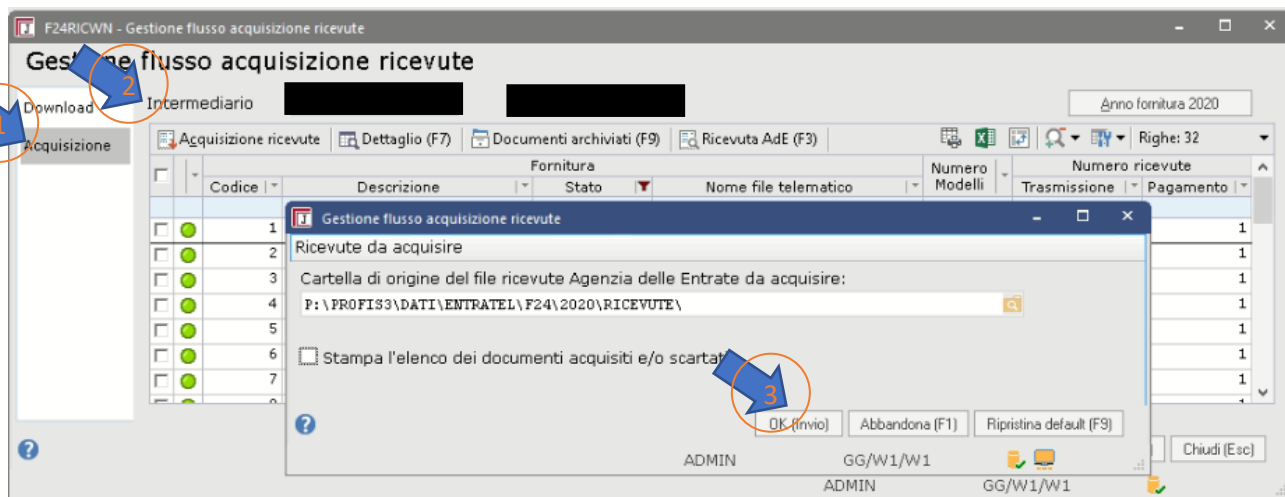 F24RICWN - Gestione flusso acquisizione ricevute
Gestione flusso acquisizione ricevute
2
1
Download
Intermediario
Anno fornitura 2020
Acquisizione
Acquisizione ricevute
Dettaglio (F7)
Documenti archiviati (F9)
Ricevuta AdE (F3)
Righe: 32
Fornitura
Numero Modelli
Numero ricevute
Codice
Descrizione
Stato
Nome file telematico
Trasmissione
Pagamento
1
1
2
1
3
1
4
1
5
1
6
1
7
1
Gestione flusso acquisizione ricevute
Ricevute da acquisire
Cartella di origine del file ricevute Agenzia delle Entrate da acquisire:
P:\PROFIS3\DATI\ENTRATEL\F24\2020\RICEVUTE\
Stampa l'elenco dei documenti acquisiti e/o
3
OK (Invio)
Abbandona (F1)
Ripristina default (F9)
ADMIN
GG/W1/W1
Chiudi (Esc)
ADMIN
GG/W1/W1